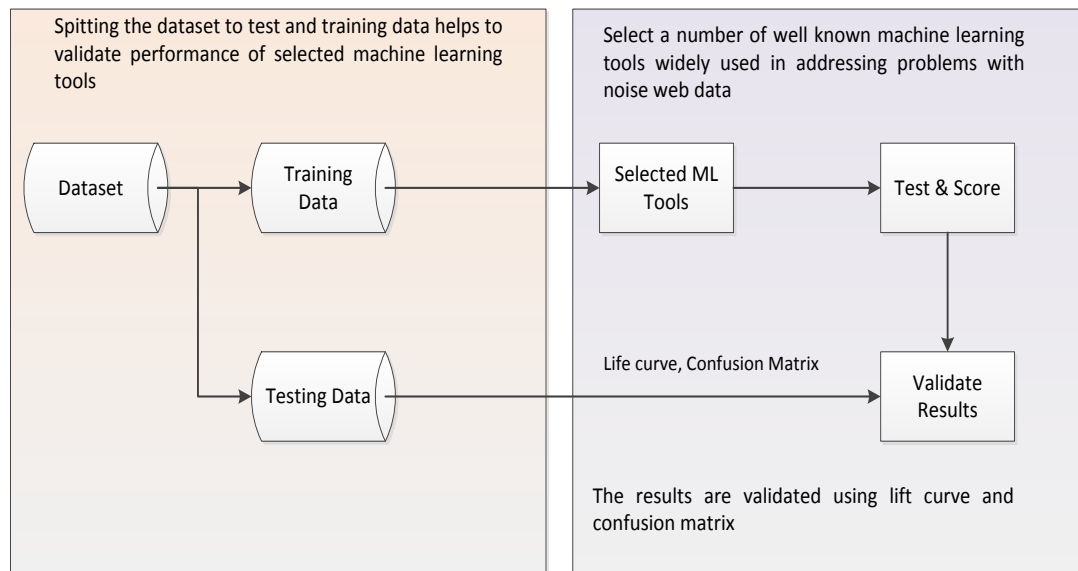 Spitting the dataset to test and training data helps to
validate performance of selected machine learning
tools
Select a number of well known machine learning
tools widely used in addressing problems with
noise web data
Dataset
Training
Data
Selected ML
Tools
Test & Score
Testing Data
Life curve, Confusion Matrix
Validate
Results
The results are validated using lift curve and
confusion matrix